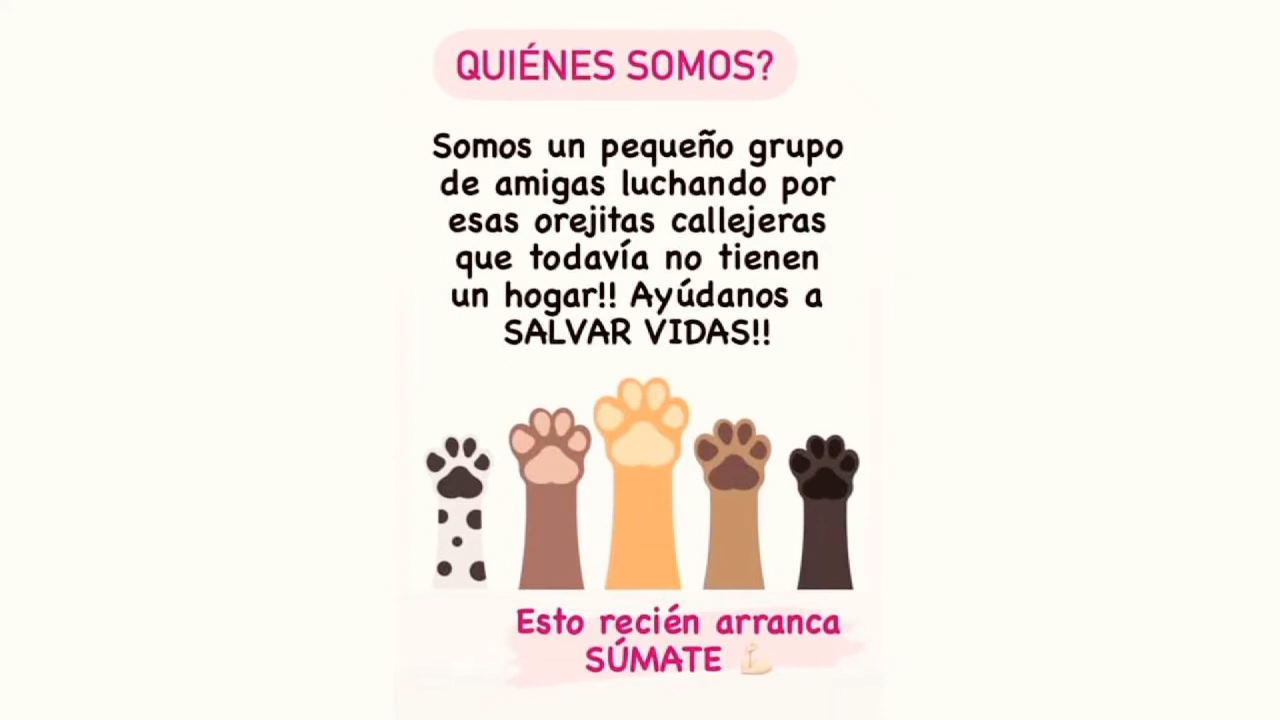 QUIÉNES SOMOS?
Somos un pequeño grupo
de amigas luchando por
esas orejitas callejeras
que todavía no tienen
un hogar!! Ayúdanos a
SALVAR VIDAS!!
Esto recién arranca
SÚMATE 💪🏻